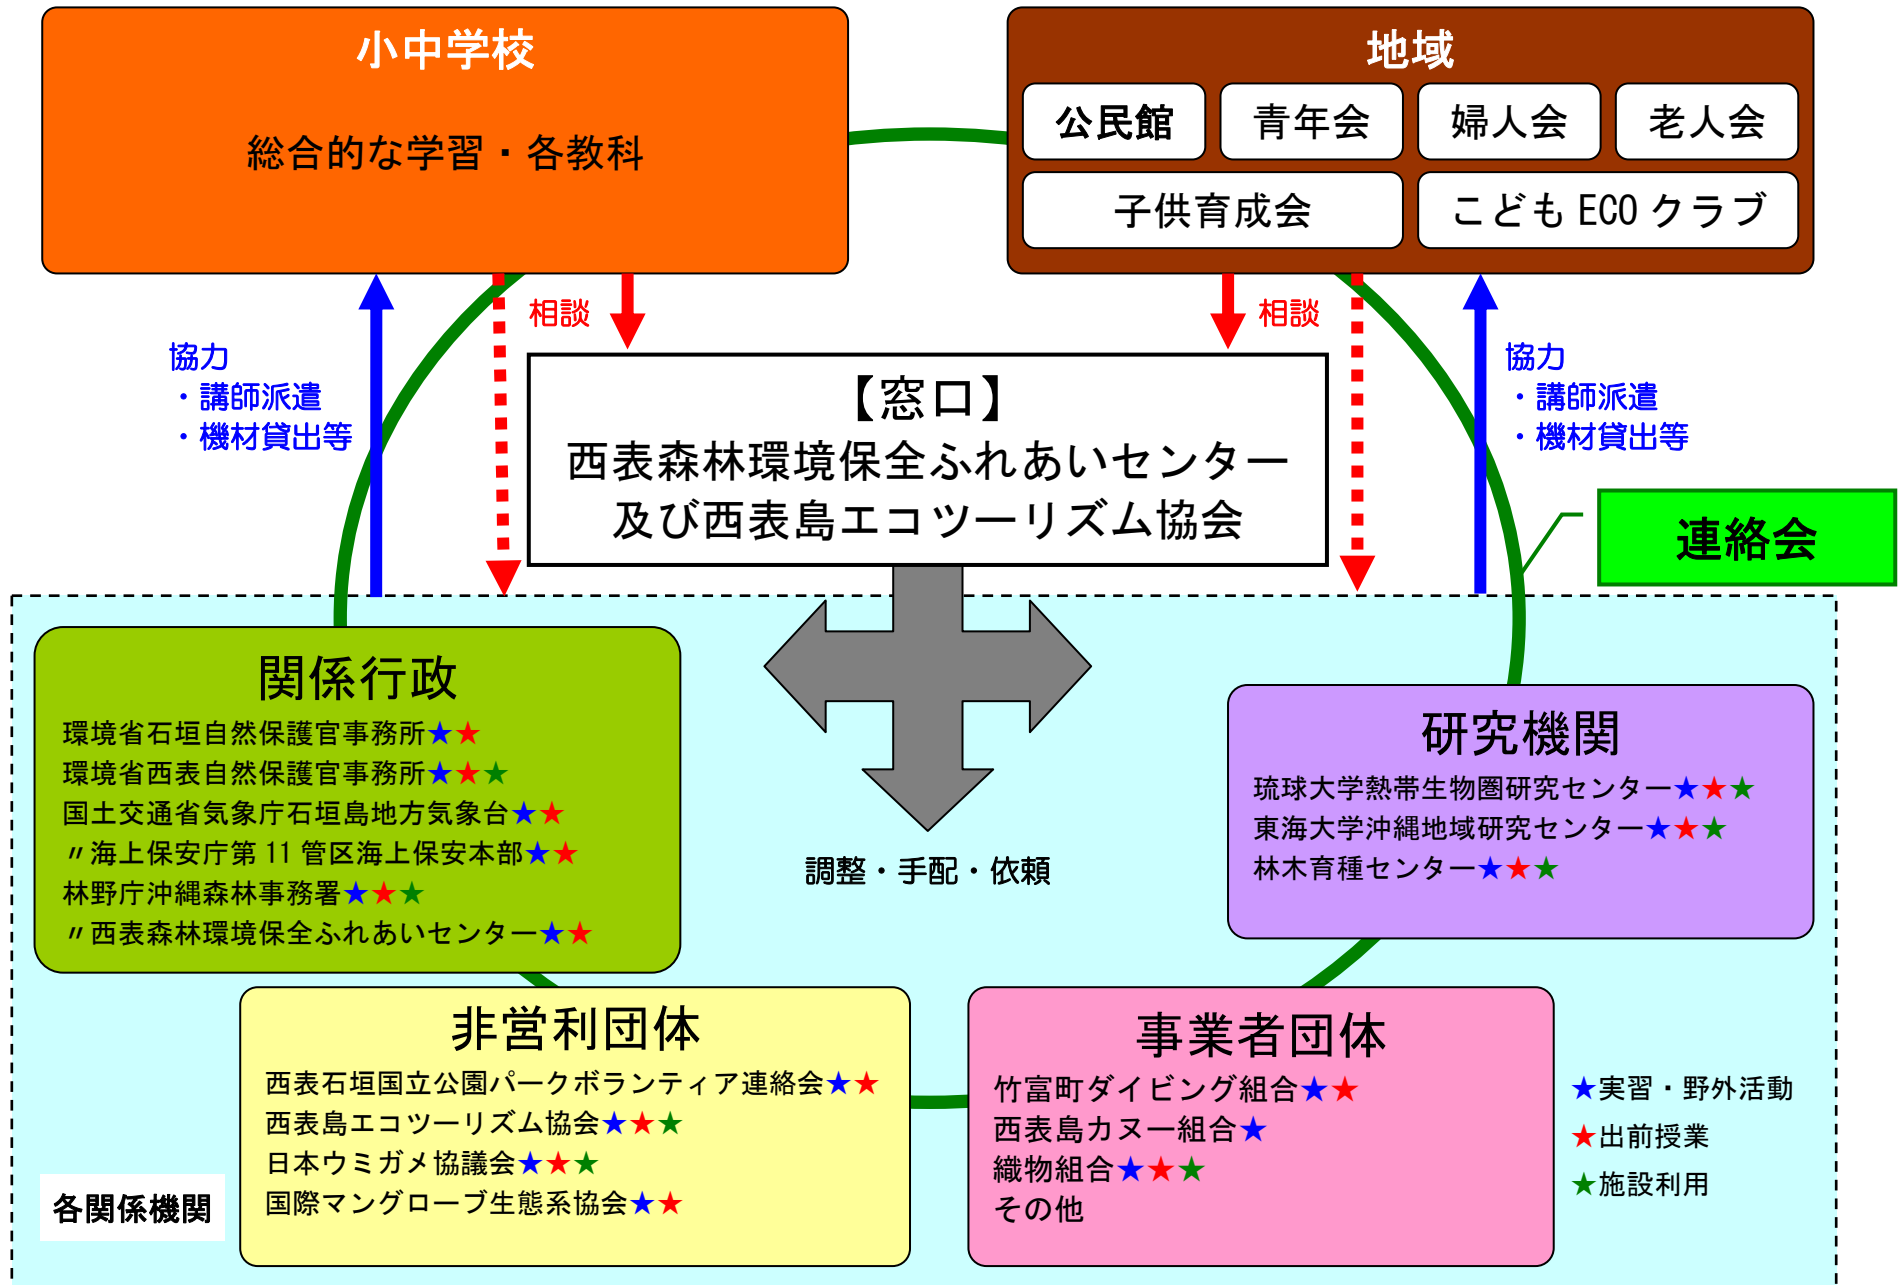 小中学校
総合的な学習・各教科
地域
公民館
青年会
婦人会
老人会
子供育成会
こども ECO クラブ
相談
相談
協力
・講師派遣
・機材貸出等
協力
・講師派遣
・機材貸出等
【窓口】
西表森林環境保全ふれあいセンター
及び西表島エコツーリズム協会
連絡会
関係行政
環境省石垣自然保護官事務所★★
環境省西表自然保護官事務所★★★
国土交通省気象庁石垣島地方気象台★★
〃海上保安庁第 11 管区海上保安本部★★
林野庁沖縄森林事務署★★★
〃西表森林環境保全ふれあいセンター★★
調整・手配・依頼
研究機関
琉球大学熱帯生物圏研究センター★★★
東海大学沖縄地域研究センター★★★
林木育種センター★★★
非営利団体
西表石垣国立公園パークボランティア連絡会★★
西表島エコツーリズム協会★★★
日本ウミガメ協議会★★★
国際マングローブ生態系協会★★
事業者団体
竹富町ダイビング組合★★
西表島カヌー組合★
織物組合★★★
その他
★実習・野外活動
★出前授業
★施設利用
各関係機関